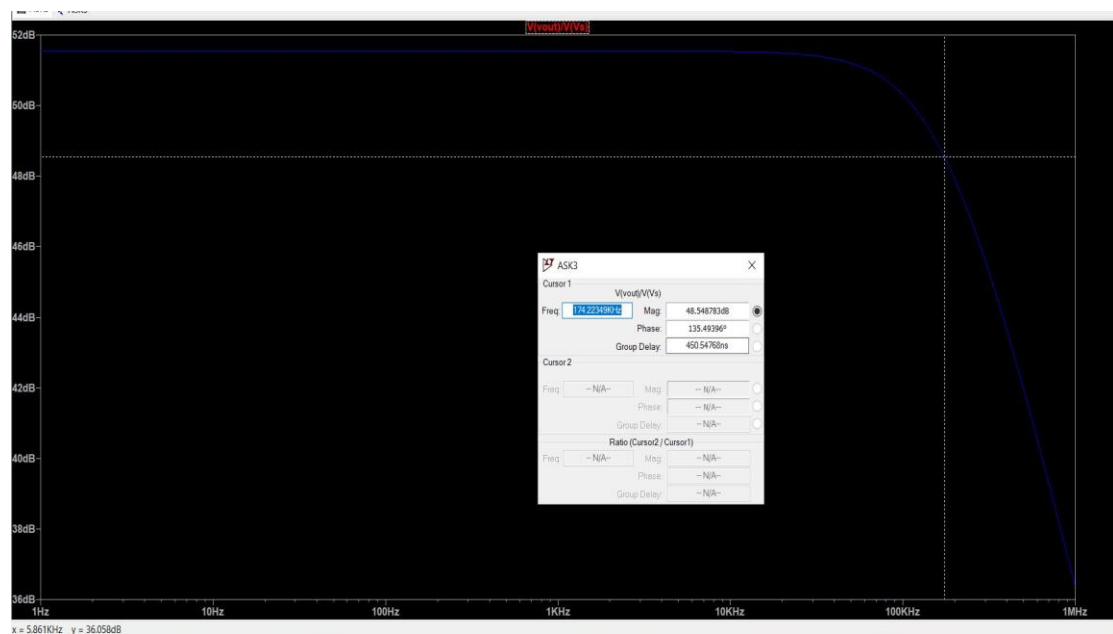 V(vout)/V(Vs)
52dB
50dB
48dB
46dB
44dB
42dB
40dB
38dB
36dB
1Hz 10Hz 100Hz 1KHz 10KHz 100KHz 1MHz
ASK3
Cursor 1
V(vout)/V(Vs)
Freq: 174.22349KHz Mag: 48.548783dB
Phase: 135.49396°
Group Delay: 450.54768ns
Cursor 2
Freq: -- N/A-- Mag: -- N/A--
Phase: -- N/A--
Group Delay: -- N/A--
Ratio (Cursor2 / Cursor1)
Freq: -- N/A-- Mag: -- N/A--
Phase: -- N/A--
Group Delay: -- N/A--
x = 5.861KHz y = 36.058dB